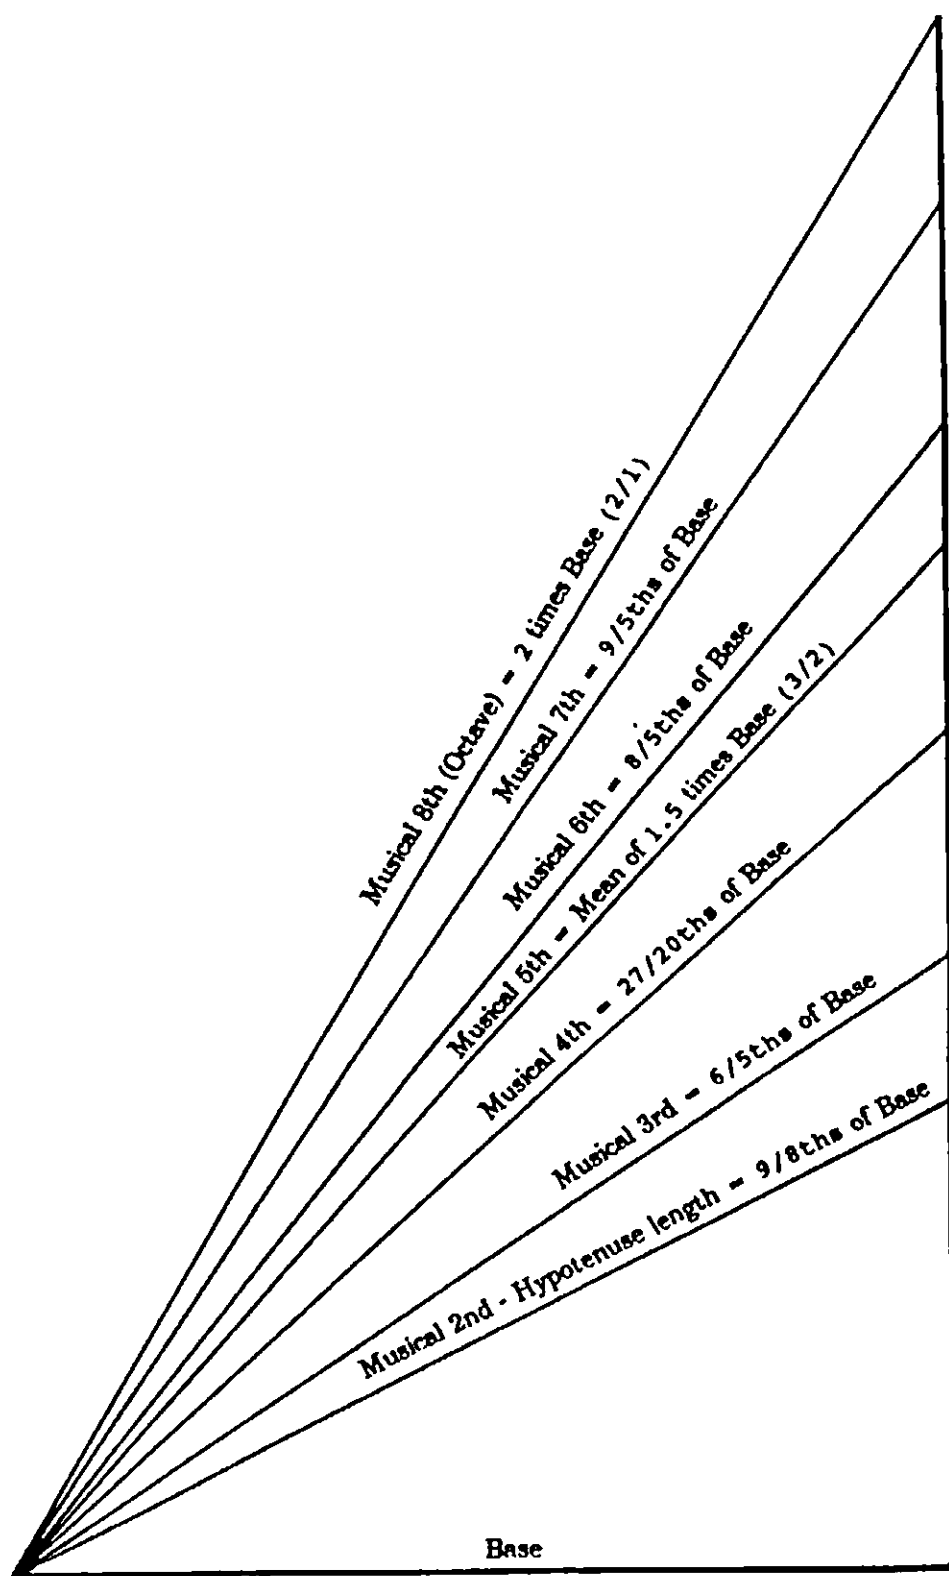 Musical 8th (Octave) = 2 times Base (2/1)
Musical 7th = 9/5ths of Base
Musical 6th = 8/5ths of Base
Musical 5th = Mean of 1.5 times Base (3/2)
Musical 4th = 27/20ths of Base
Musical 3rd = 6/5ths of Base
Musical 2nd - Hypotenuse length = 9/8ths of Base
Base